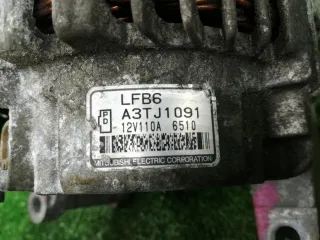 LFB6
A3TJ1091
12V110A 6510
MITSUBISHI ELECTRIC CORPORATION